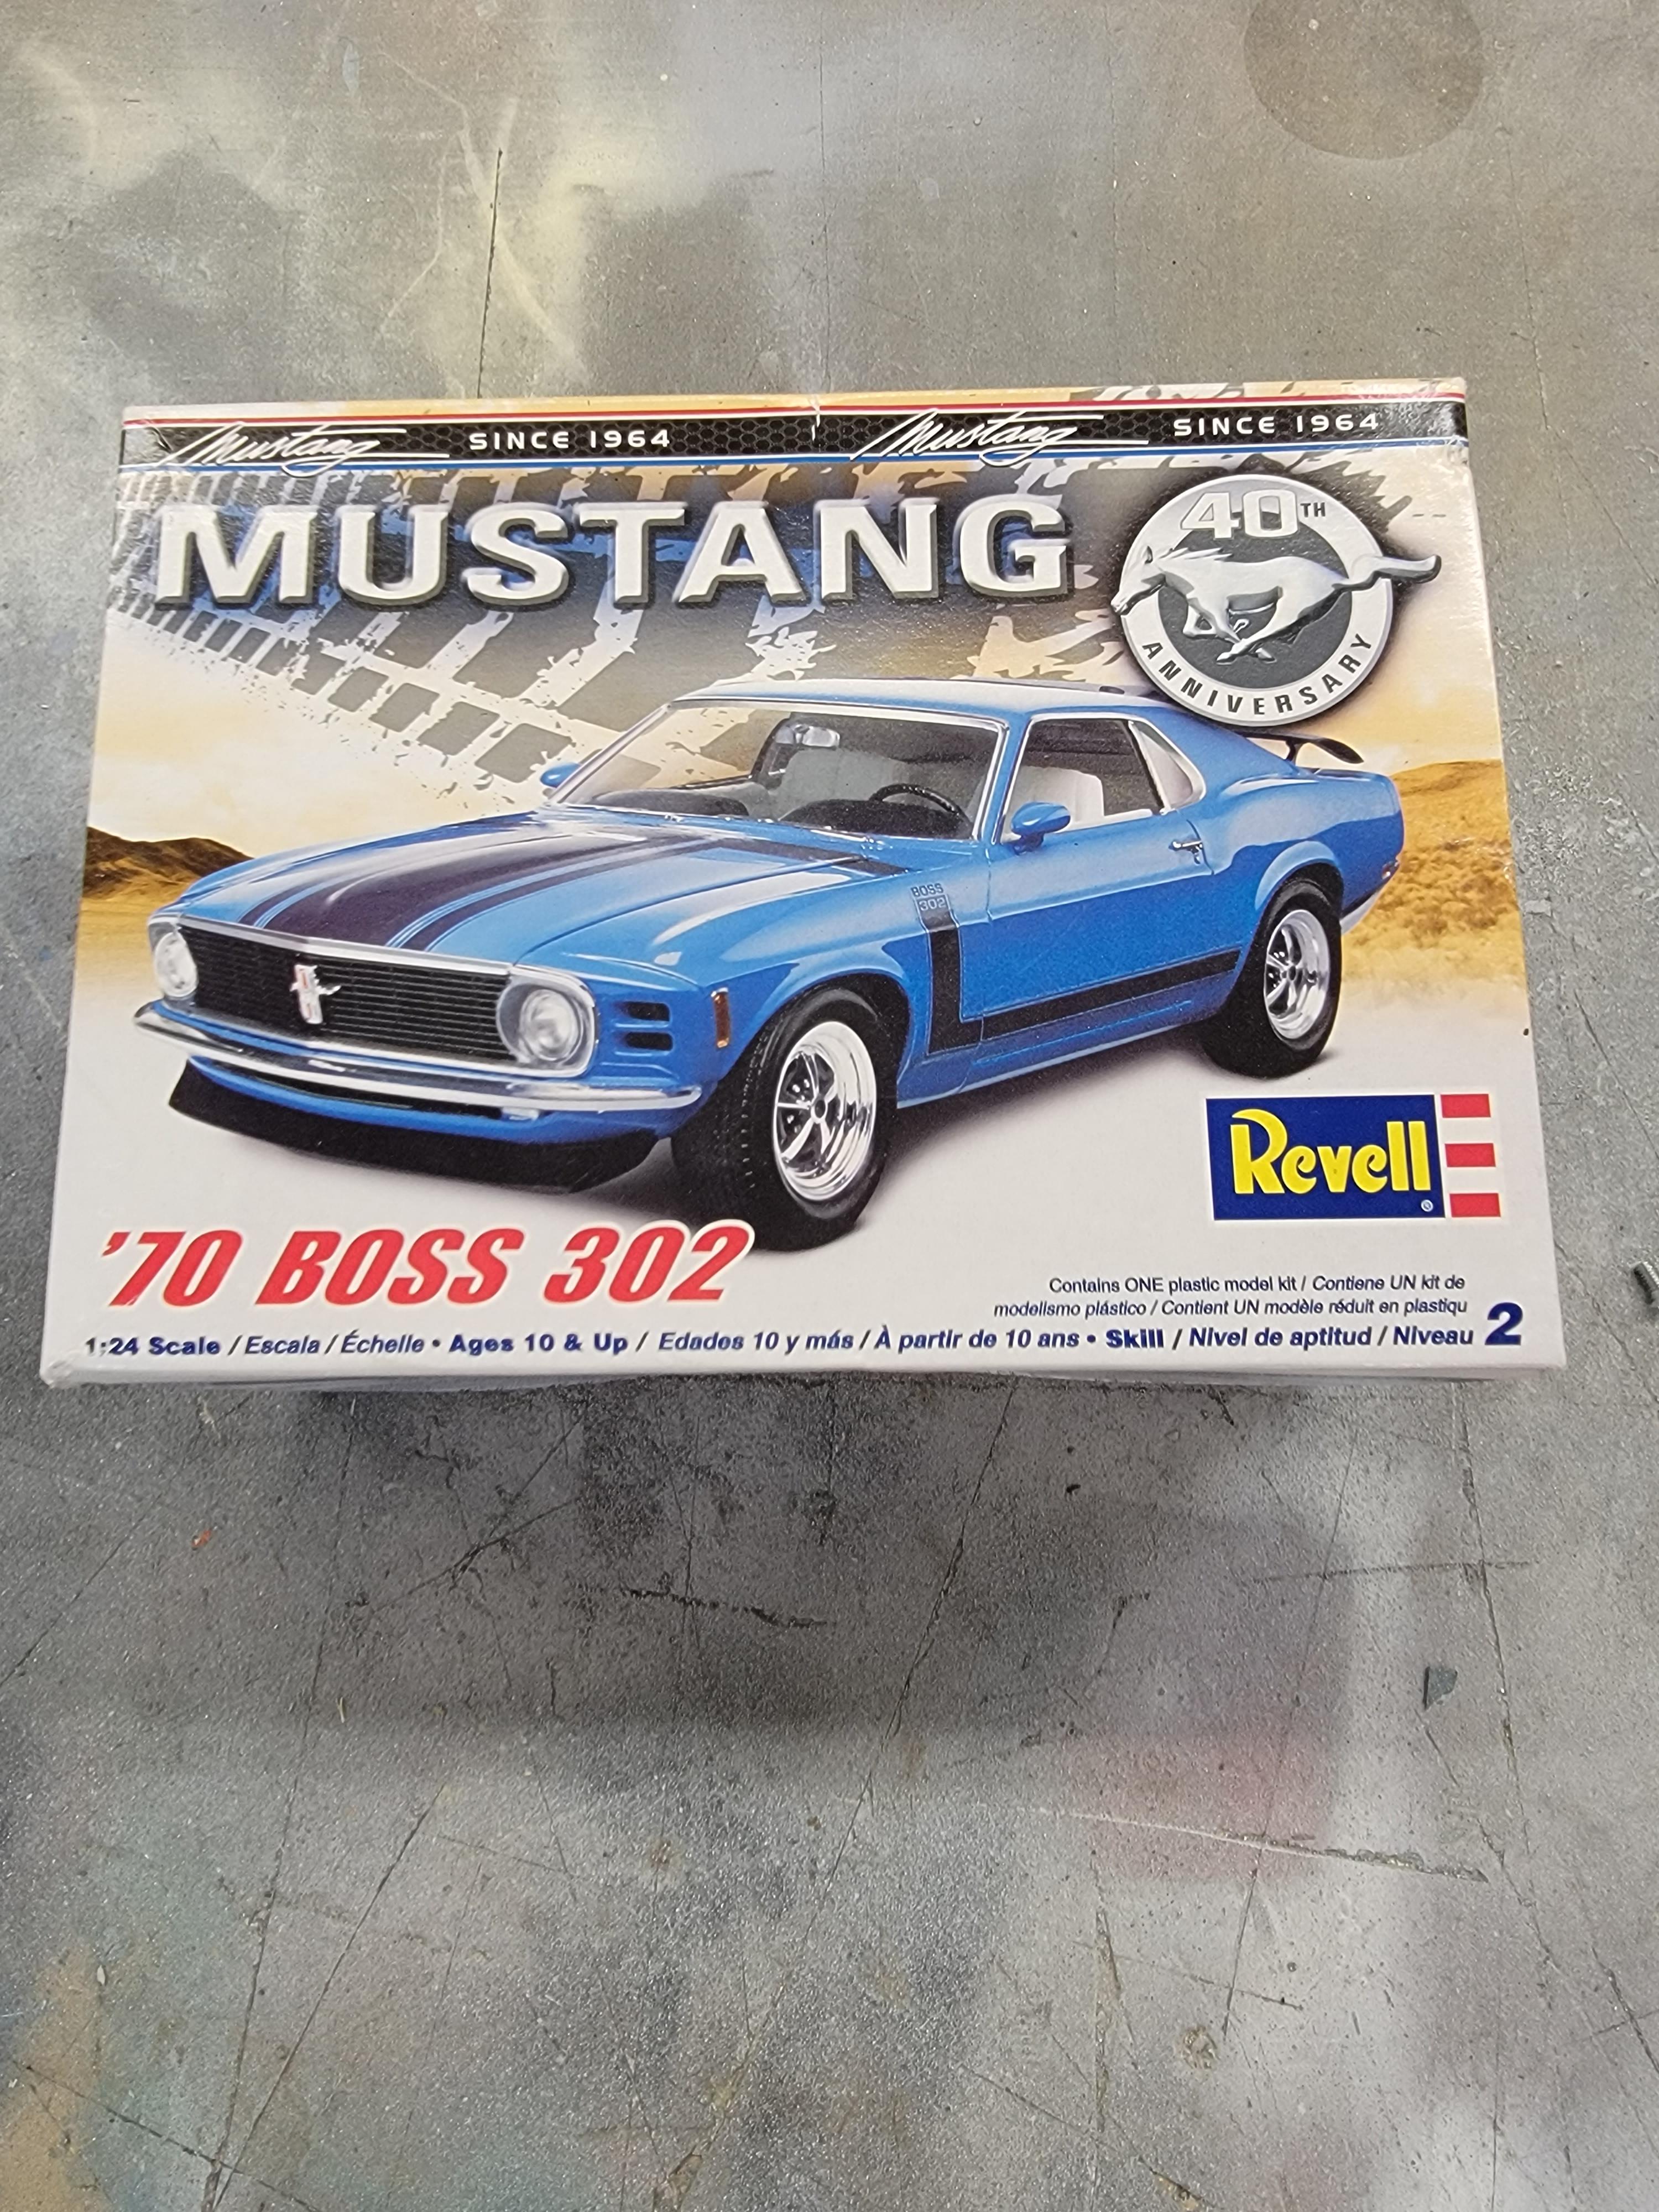 Mustang SINCE 1964 Mustang SINCE 1964
MUSTANG
40TH
ANNIVERSARY
BOSS
302
Revell
®
'70 BOSS 302
Contains ONE plastic model kit / Contiene UN kit de
modelismo plástico / Contient UN modèle réduit en plastiqu
1:24 Scale / Escala / Échelle • Ages 10 & Up / Edades 10 y más / À partir de 10 ans • Skill / Nivel de aptitud / Niveau 2